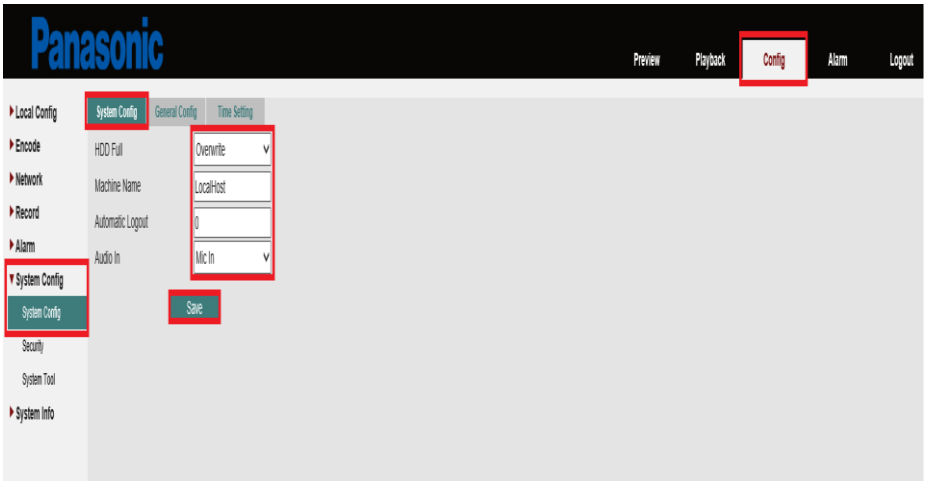 Panasonic
Preview Playback Config Alarm Logout
Local Config
Encode
Network
Record
Alarm
System Config
System Config
Security
System Tool
System Info
System Config General Config Time Setting
HDD Full Overwrite
Machine Name LocalHost
Automatic Logout 0
Audio In Mic In
Save